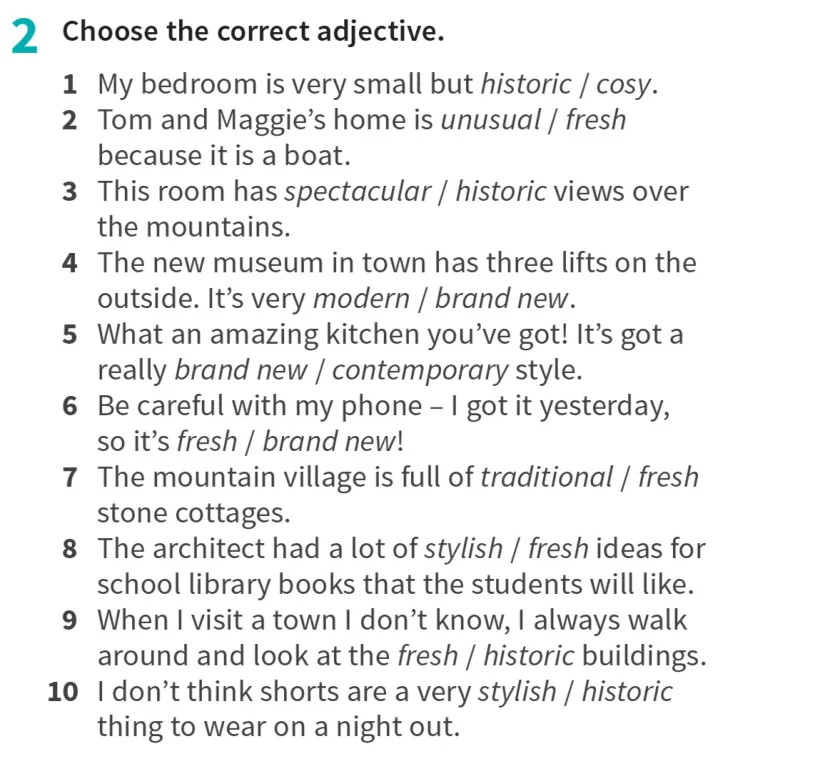 2 Choose the correct adjective.
1 My bedroom is very small but historic / cosy.
2 Tom and Maggie’s home is unusual / fresh
because it is a boat.
3 This room has spectacular / historic views over
the mountains.
4 The new museum in town has three lifts on the
outside. It’s very modern / brand new.
5 What an amazing kitchen you’ve got! It’s got a
really brand new / contemporary style.
6 Be careful with my phone – I got it yesterday,
so it’s fresh / brand new!
7 The mountain village is full of traditional / fresh
stone cottages.
8 The architect had a lot of stylish / fresh ideas for
school library books that the students will like.
9 When I visit a town I don’t know, I always walk
around and look at the fresh / historic buildings.
10 I don’t think shorts are a very stylish / historic
thing to wear on a night out.